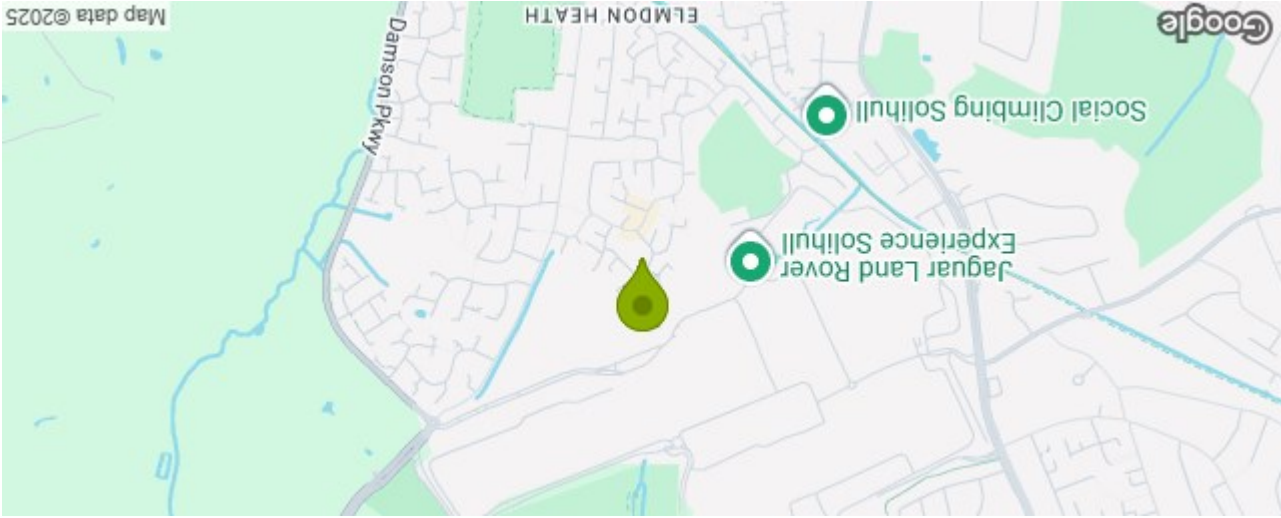 Jaguar Land Rover
Experience Solihull
Social Climbing Solihull
Damson Pkwy
ELMDON HEATH
Google
Map data ©2025